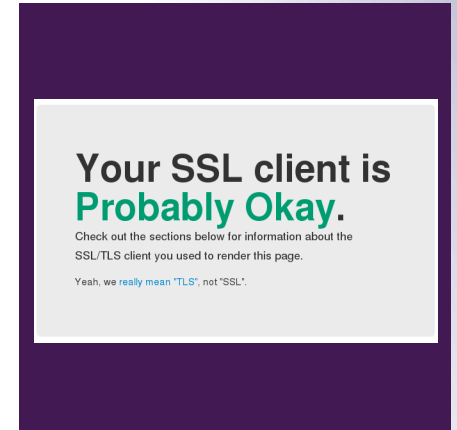 Your SSL client is
Probably Okay.
Check out the sections below for information about the
SSL/TLS client you used to render this page.
Yeah, we really mean "TLS", not "SSL".